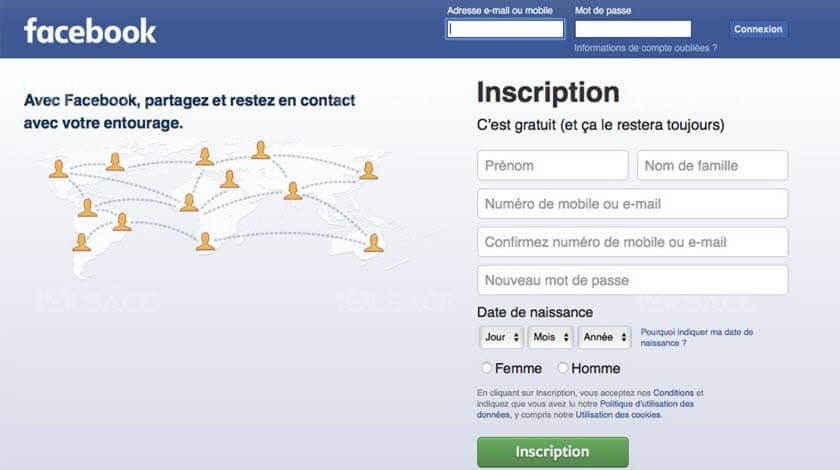 facebook
Adresse e-mail ou mobile
Mot de passe
Connexion
Informations de compte oubliées ?
Avec Facebook, partagez et restez en contact
avec votre entourage.
Inscription
C'est gratuit (et ça le restera toujours)
Prénom
Nom de famille
Numéro de mobile ou e-mail
Confirmez numéro de mobile ou e-mail
Nouveau mot de passe
Date de naissance
Jour
Mois
Année
Pourquoi indiquer ma date de
naissance ?
Femme
Homme
En cliquant sur Inscription, vous acceptez nos Conditions et
indiquez que vous avez lu notre Politique d'utilisation des
données, y compris notre Utilisation des cookies.
Inscription